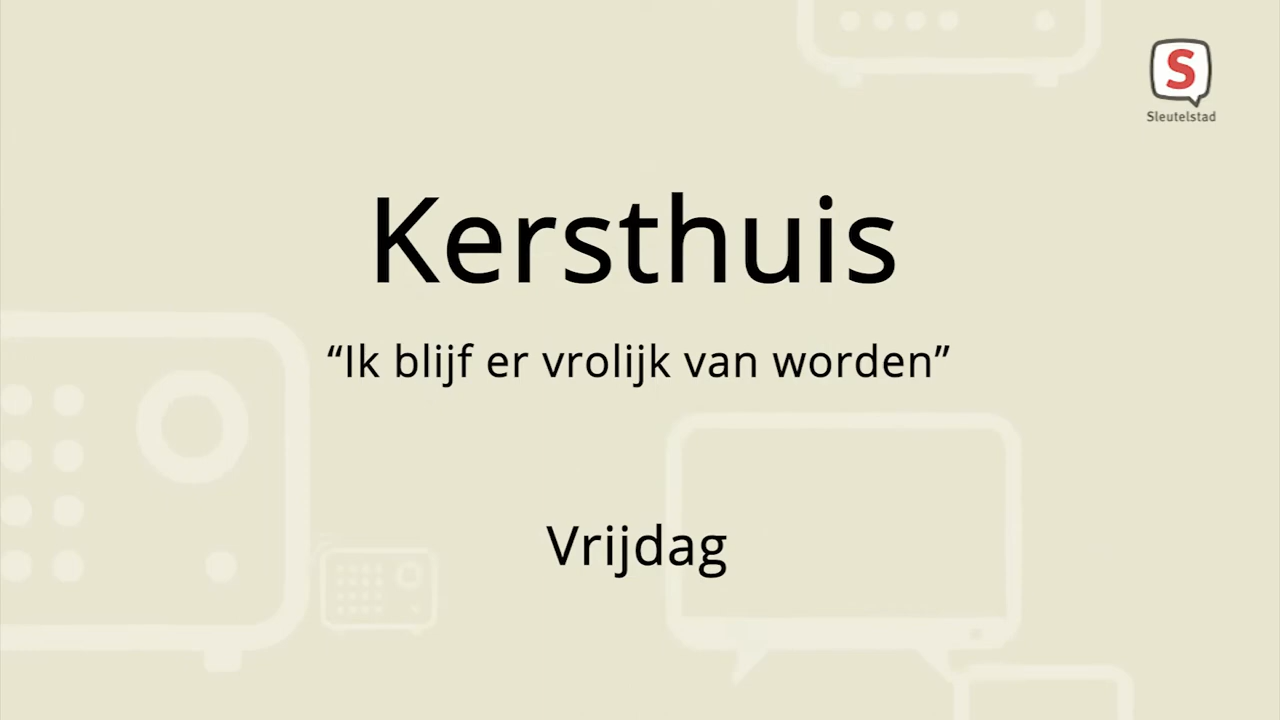 S
Sleutelstad
Kersthuis
“Ik blijf er vrolijk van worden”
Vrijdag